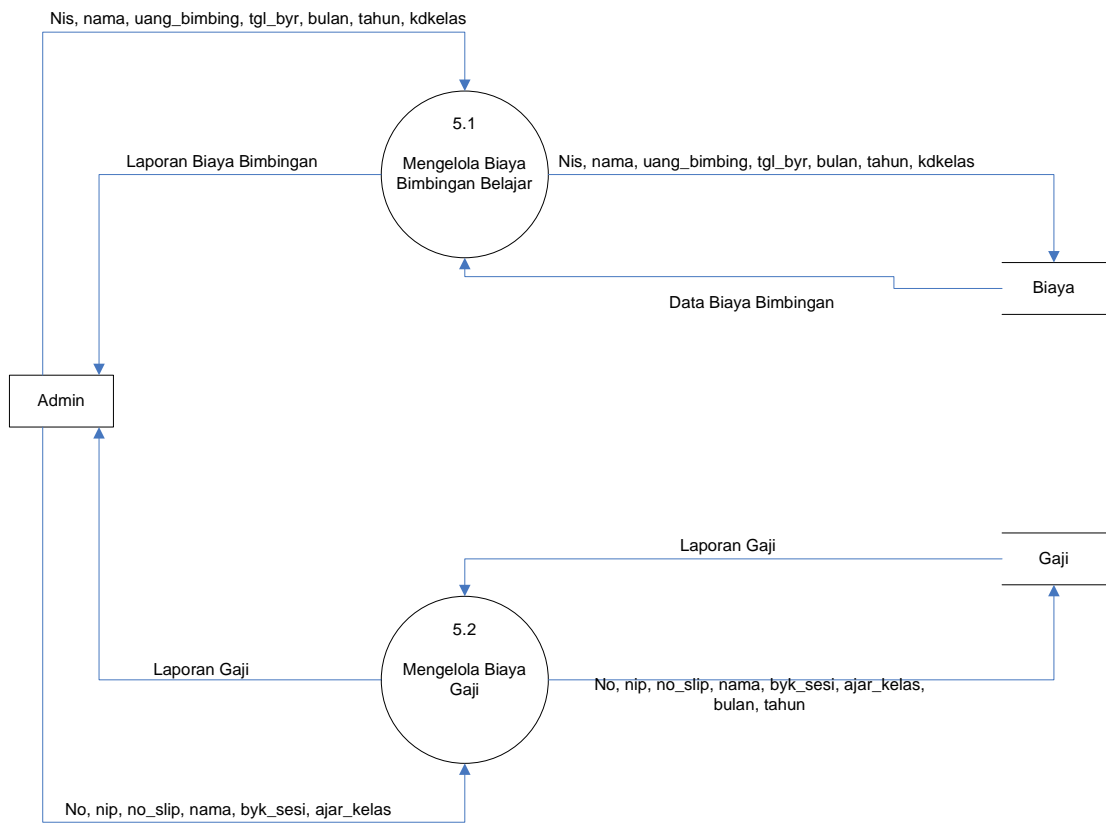 Nis, nama, uang_bimbing, tgl_byr, bulan, tahun, kdkelas
5.1
Mengelola Biaya
Bimbingan Belajar
Laporan Biaya Bimbingan
Nis, nama, uang_bimbing, tgl_byr, bulan, tahun, kdkelas
Biaya
Data Biaya Bimbingan
Admin
Laporan Gaji
Gaji
5.2
Mengelola Biaya
Gaji
Laporan Gaji
No, nip, no_slip, nama, byk_sesi, ajar_kelas,
bulan, tahun
No, nip, no_slip, nama, byk_sesi, ajar_kelas